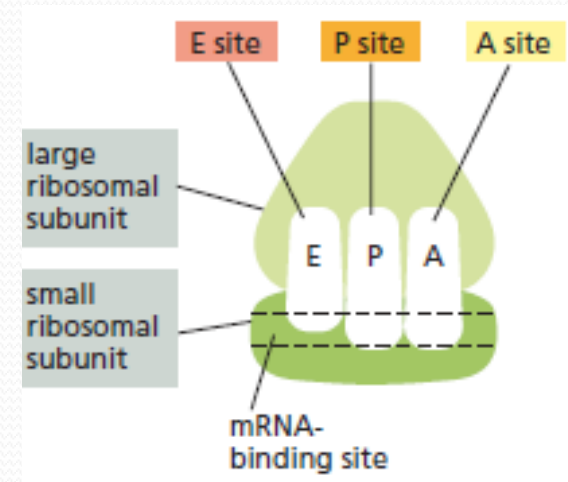 E site
P site
A site
large
ribosomal
subunit
E
P
A
small
ribosomal
subunit
mRNA-
binding site